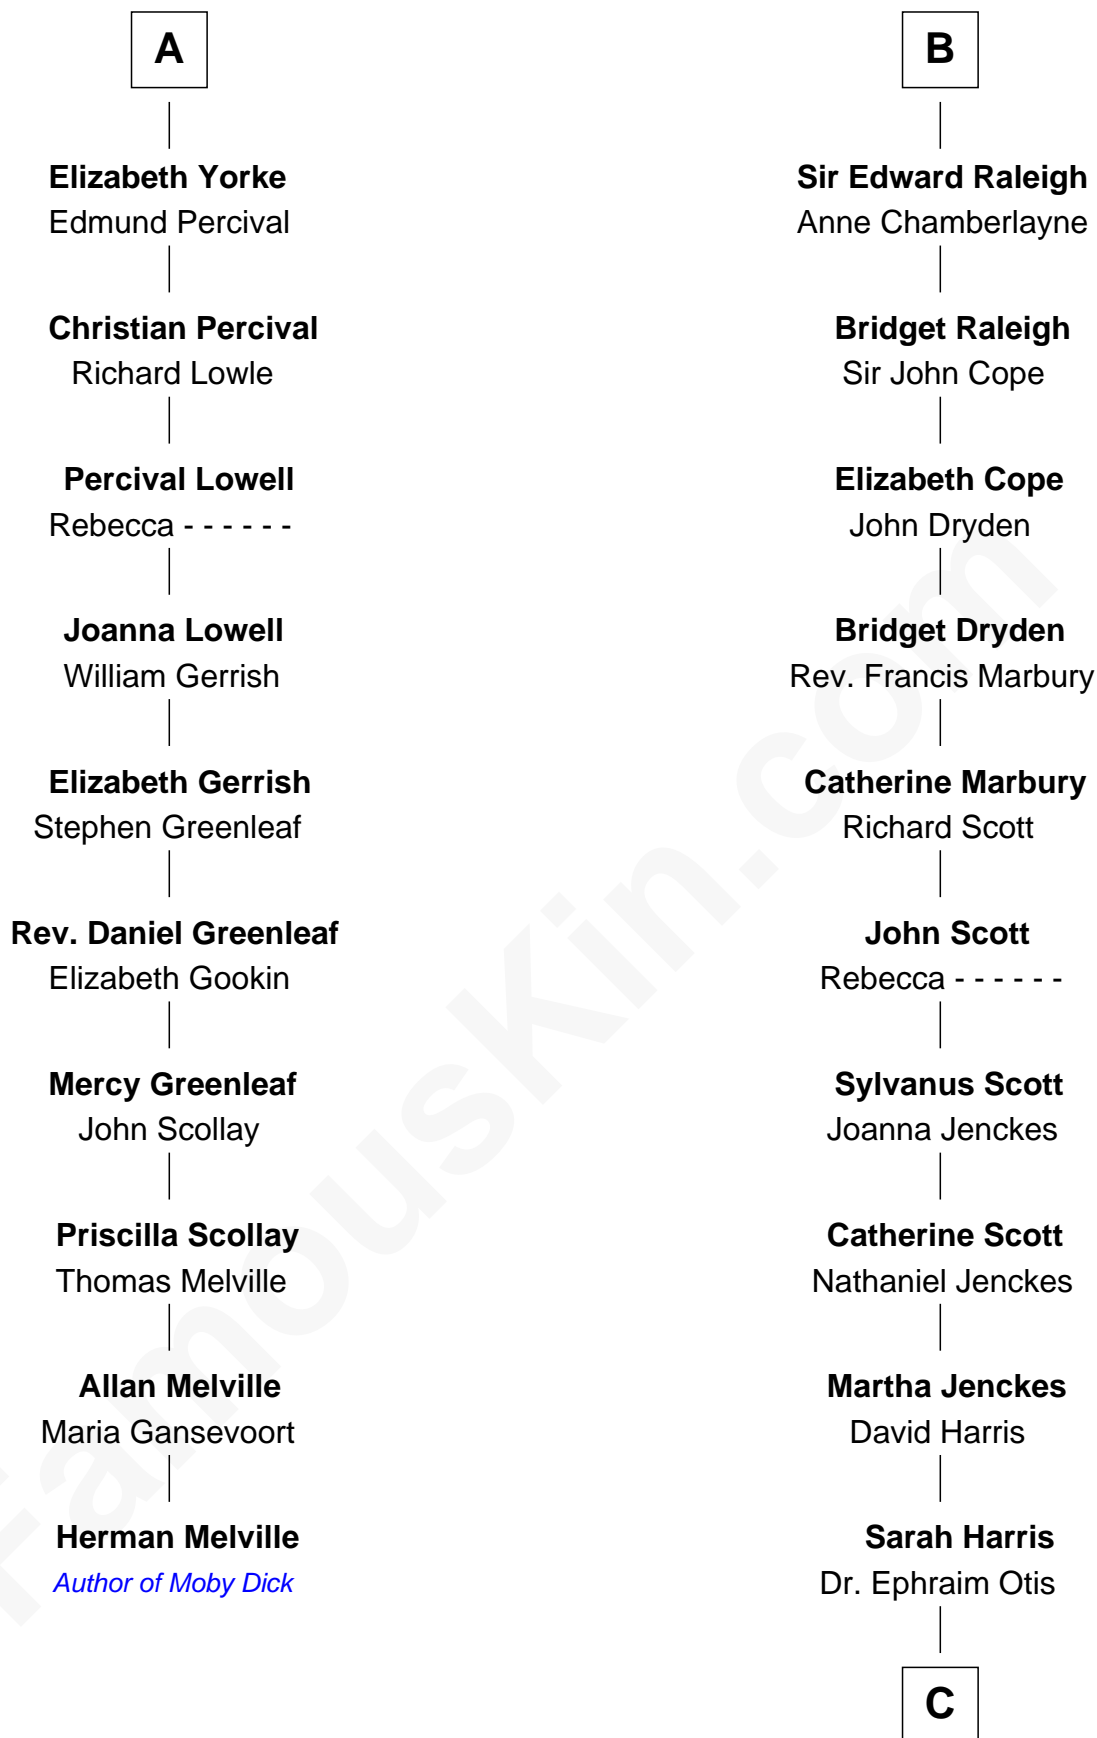 A
Elizabeth Yorke
Edmund Percival
Christian Percival
Richard Lowle
Percival Lowell
Rebecca - - - - - -
Joanna Lowell
William Gerrish
Elizabeth Gerrish
Stephen Greenleaf
Rev. Daniel Greenleaf
Elizabeth Gookin
Mercy Greenleaf
John Scollay
Priscilla Scollay
Thomas Melville
Allan Melville
Maria Gansevoort
Herman Melville
Author of Moby Dick
B
Sir Edward Raleigh
Anne Chamberlayne
Bridget Raleigh
Sir John Cope
Elizabeth Cope
John Dryden
Bridget Dryden
Rev. Francis Marbury
Catherine Marbury
Richard Scott
John Scott
Rebecca - - - - - -
Sylvanus Scott
Joanna Jenckes
Catherine Scott
Nathaniel Jenckes
Martha Jenckes
David Harris
Sarah Harris
Dr. Ephraim Otis
C
FamousKin.com